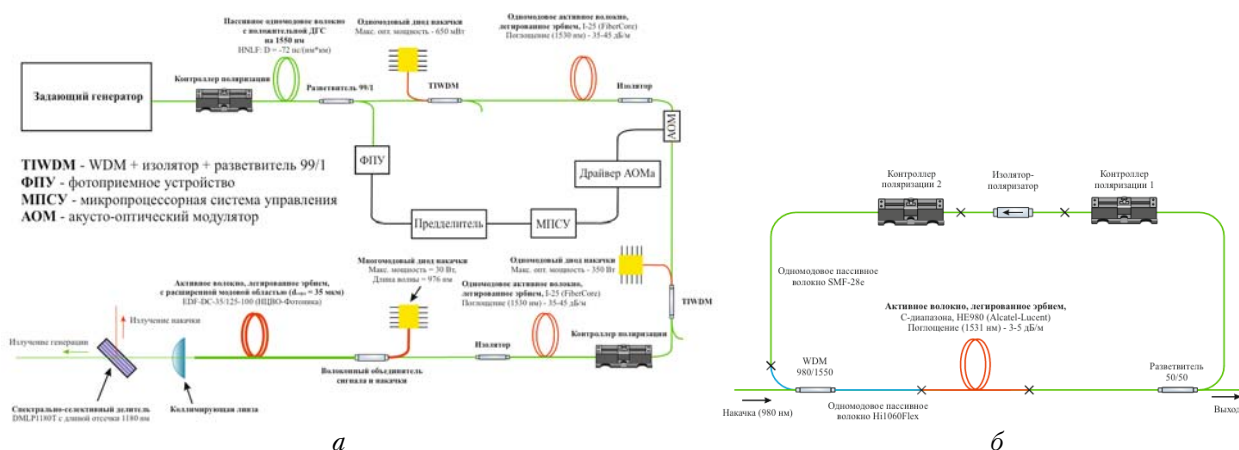 Пассивное одномодовое волокно
с положительной ДГС
на 1550 нм
HNLF: D = -72 пс/(нм*км)
Одномодовый диод накачки
Макс. опт. мощность - 650 мВт
Одномодовое активное волокно,
легированное эрбием, I-25 (FiberCore)
Поглощение (1530 нм) - 35-45 дБ/м
Контроллер поляризации
Задающий генератор
Разветвитель 99/1
TIWDM
Изолятор
АОМ
ФПУ
Драйвер АОМа
Предделитель
МПСУ
TIWDM - WDM + изолятор + разветвитель 99/1
ФПУ - фотоприемное устройство
МПСУ - микропроцессорная система управления
АОМ - акусто-оптический модулятор
Многомодовый диод накачки
Макс. мощность = 30 Вт,
Длина волны = 976 нм
Одномодовый диод накачки
Макс. опт. мощность - 350 Вт
Активное волокно, легированное эрбием,
с расширенной модовой областью (d = 35 мкм)
EDF-DC-35/125-100 (НЦВО-Фотоника)
Одномодовое активное волокно,
легированное эрбием, I-25 (FiberCore)
Поглощение (1530 нм) - 35-45 дБ/м
TIWDM
Излучение накачки
Излучение генерации
Контроллер поляризации
Изолятор
Волоконный объединитель
сигнала и накачки
Спектрально-селективный делитель
DMLP1180T с длиной отсечки 1180 нм
Коллимирующая линза
а
Контроллер
поляризации 2
Изолятор-
поляризатор
Контроллер
поляризации 1
Одномодовое пассивное
волокно SMF-28e
Активное волокно, легированное эрбием,
С-диапазона, HE980 (Alcatel-Lucent)
Поглощение (1531 нм) - 3-5 дБ/м
WDM
980/1550
Разветвитель
50/50
Накачка (980 нм)
Одномодовое пассивное
волокно Hi1060Flex
Выход
б